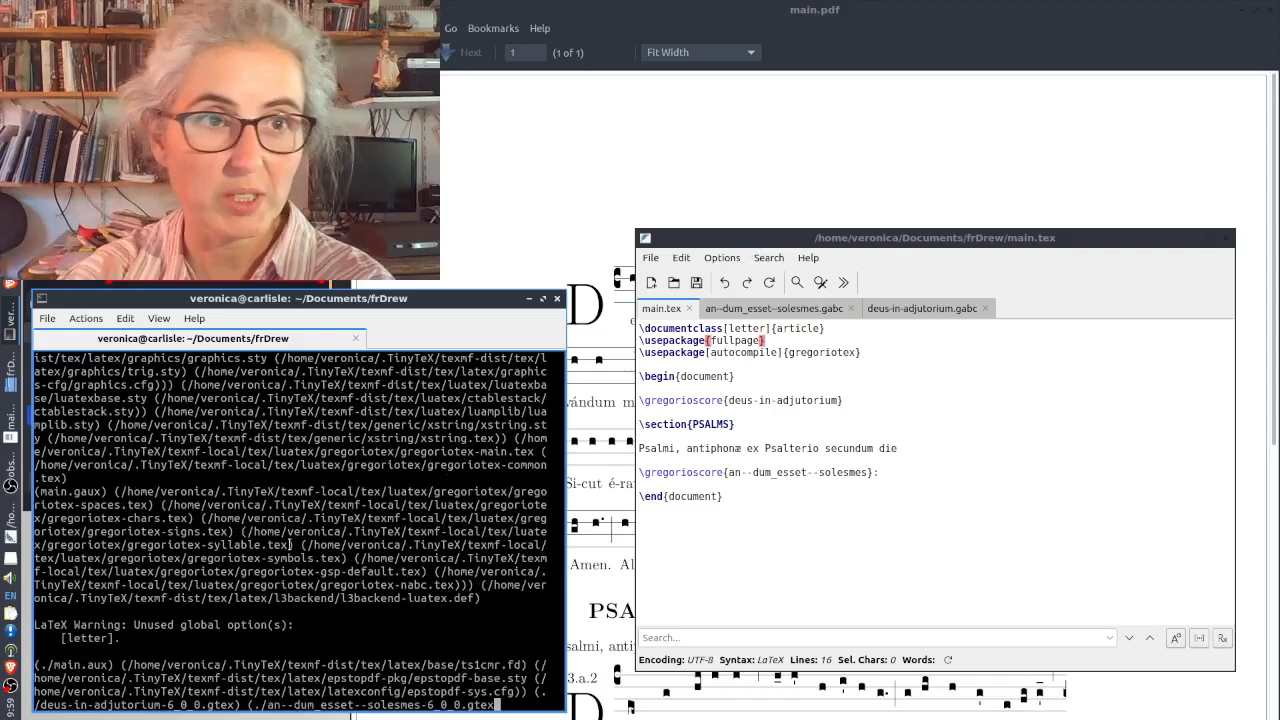 main.pdf
Go Bookmarks Help
Next 1 (1 of 1) Fit Width
/home/veronica/Documents/frDrew/main.tex
File Edit Options Search Help
main.tex an--dum_esset--solesmes.gabc deus-in-adjutorium.gabc
\documentclass[letter]{article}
\usepackage{fullpage}
\usepackage[autocompile]{gregoriotex}
\begin{document}
\gregorioscore{deus-in-adjutorium}
\section{PSALMS}
Psalmi, antiphonæ ex Psalterio secundum die
\gregorioscore{an--dum_esset--solesmes}:
\end{document}
Search...
Encoding: UTF-8 Syntax: LaTeX Lines: 16 Sel. Chars: 0 Words:
D
vándum m
Si-cut é-ra
Amen. Al
PSA
salmi, anti
3.a.2
D
veronica@carlisle: ~/Documents/frDrew
File Actions Edit View Help
veronica@carlisle: ~/Documents/frDrew
ist/tex/latex/graphics/graphics.sty (/home/veronica/.TinyTeX/texmf-dist/tex/l
atex/graphics/trig.sty) (/home/veronica/.TinyTeX/texmf-dist/tex/latex/graphic
s-cfg/graphics.cfg))) (/home/veronica/.TinyTeX/texmf-dist/tex/luatex/luatexba
se/luatexbase.sty (/home/veronica/.TinyTeX/texmf-dist/tex/luatex/ctablestack/
ctablestack.sty)) (/home/veronica/.TinyTeX/texmf-dist/tex/luatex/luamplib/lua
mplib.sty) (/home/veronica/.TinyTeX/texmf-dist/tex/generic/xstring/xstring.st
y (/home/veronica/.TinyTeX/texmf-dist/tex/generic/xstring/xstring.tex)) (/hom
e/veronica/.TinyTeX/texmf-local/tex/luatex/gregoriotex/gregoriotex-main.tex (
/home/veronica/.TinyTeX/texmf-local/tex/luatex/gregoriotex/gregoriotex-common
.tex)
(main.gaux) (/home/veronica/.TinyTeX/texmf-local/tex/luatex/gregoriotex/grego
riotex-spaces.tex) (/home/veronica/.TinyTeX/texmf-local/tex/luatex/gregoriote
x/gregoriotex-chars.tex) (/home/veronica/.TinyTeX/texmf-local/tex/luatex/greg
oriotex/gregoriotex-signs.tex) (/home/veronica/.TinyTeX/texmf-local/tex/luate
x/gregoriotex/gregoriotex-syllable.tex) (/home/veronica/.TinyTeX/texmf-local/
tex/luatex/gregoriotex/gregoriotex-symbols.tex) (/home/veronica/.TinyTeX/texm
f-local/tex/luatex/gregoriotex/gregoriotex-gsp-default.tex) (/home/veronica/.
TinyTeX/texmf-local/tex/luatex/gregoriotex/gregoriotex-nabc.tex))) (/home/ver
onica/.TinyTeX/texmf-dist/tex/latex/l3backend/l3backend-luatex.def)
LaTeX Warning: Unused global option(s):
[letter].
(./main.aux) (/home/veronica/.TinyTeX/texmf-dist/tex/latex/base/ts1cmr.fd) (/
home/veronica/.TinyTeX/texmf-dist/tex/latex/epstopdf-pkg/epstopdf-base.sty (/
home/veronica/.TinyTeX/texmf-dist/tex/latex/latexconfig/epstopdf-sys.cfg)) (.
/deus-in-adjutorium-6_0_0.gtex) (./an--dum_esset--solesmes-6_0_0.gtex
9:59